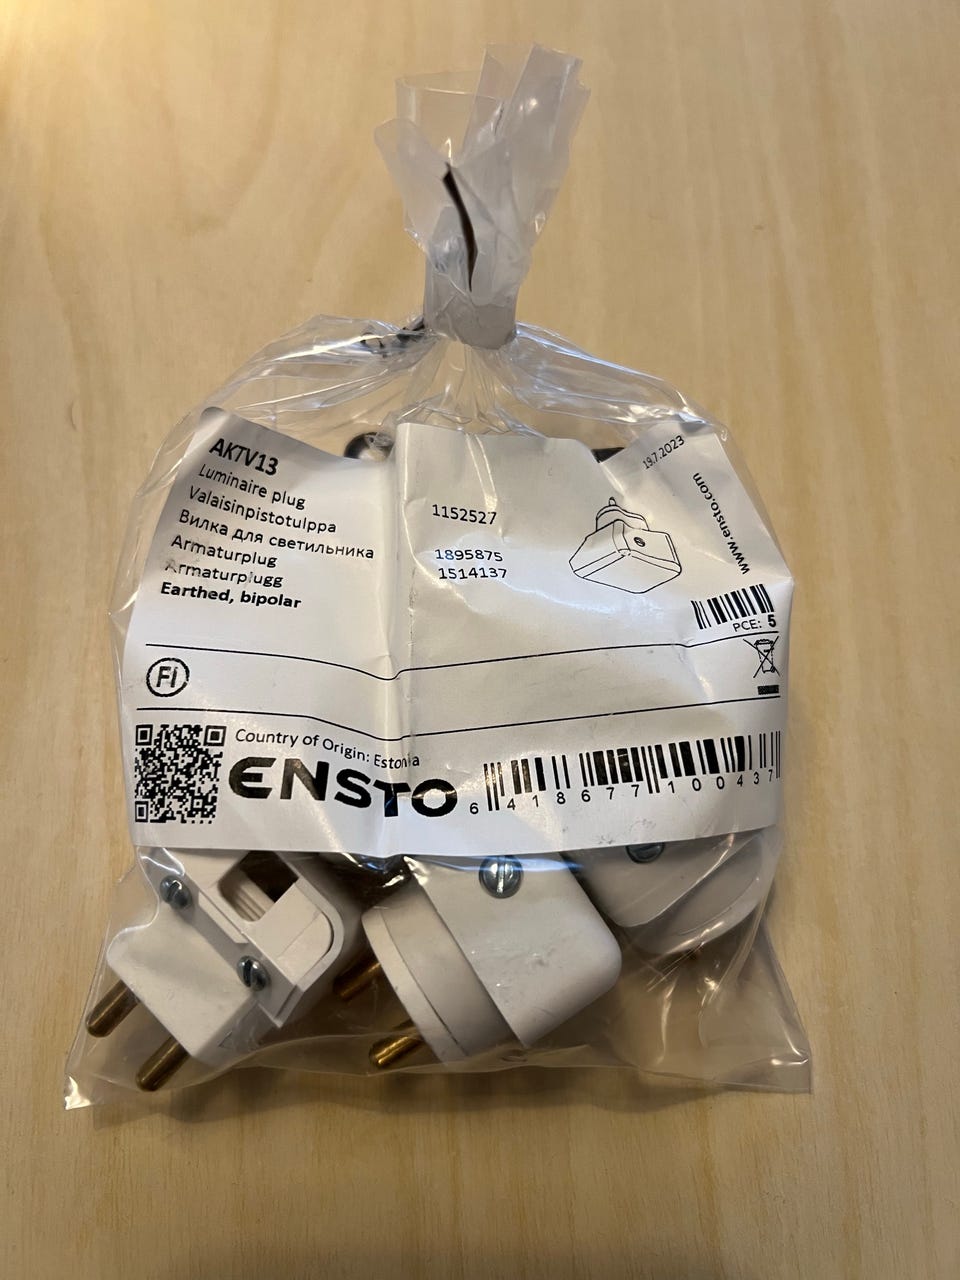 AKTV13
Luminaire plug
Valaisinpistotulppa
Вилка для светильника
Armaturplug
Armaturplugg
Earthed, bipolar
1152527
1895875
1514137
19.7.2023
www.ensto.com
PCE: 5
FI
Country of Origin: Estonia
ENSTO
6 418677 100437